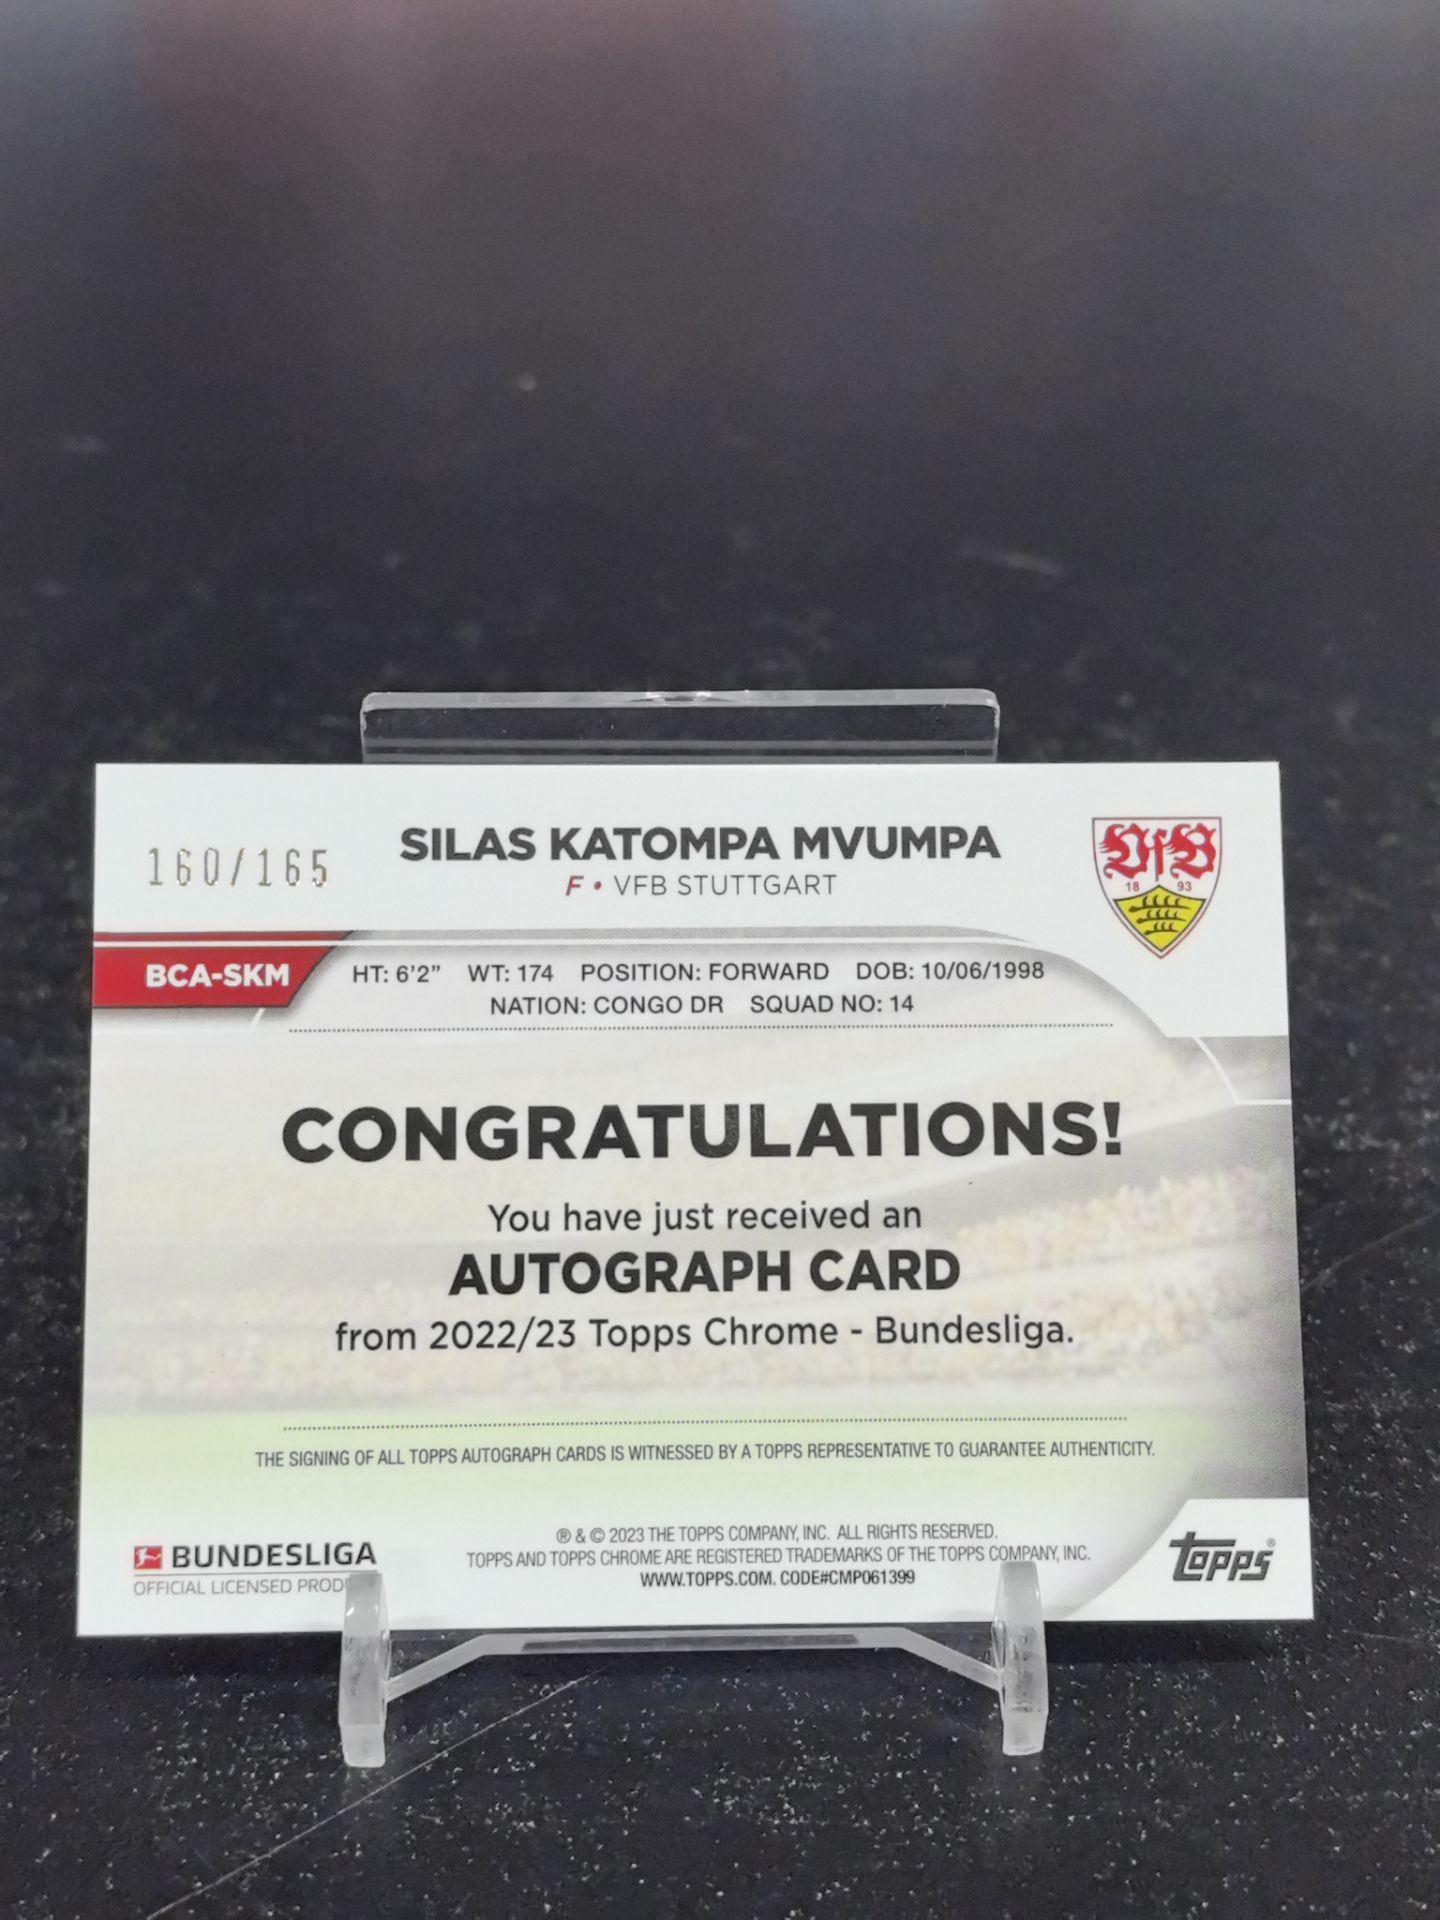 160/165
SILAS KATOMPA MVUMPA
F • VFB STUTTGART
VfB
18 93
BCA-SKM
HT: 6'2" WT: 174 POSITION: FORWARD DOB: 10/06/1998
NATION: CONGO DR SQUAD NO: 14
CONGRATULATIONS!
You have just received an
AUTOGRAPH CARD
from 2022/23 Topps Chrome - Bundesliga.
THE SIGNING OF ALL TOPPS AUTOGRAPH CARDS IS WITNESSED BY A TOPPS REPRESENTATIVE TO GUARANTEE AUTHENTICITY.
BUNDESLIGA
OFFICIAL LICENSED PROD
® & © 2023 THE TOPPS COMPANY, INC. ALL RIGHTS RESERVED.
TOPPS AND TOPPS CHROME ARE REGISTERED TRADEMARKS OF THE TOPPS COMPANY, INC.
WWW.TOPPS.COM. CODE#CMP061399
topps®